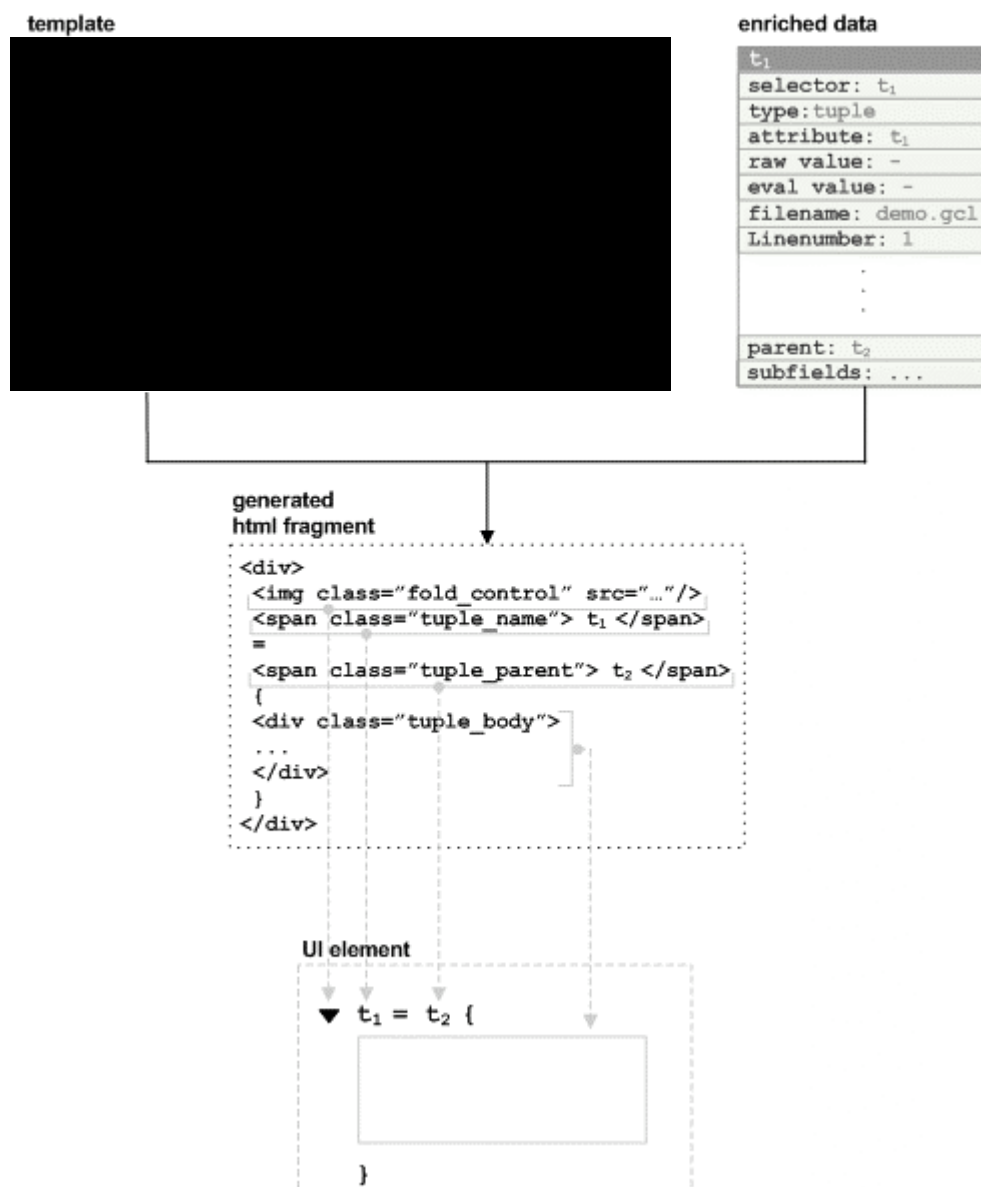 template
enriched data
t₁
selector: t₁
type:tuple
attribute: t₁
raw value: -
eval value: -
filename: demo.gcl
Linenumber: 1
.
.
.
parent: t₂
subfields: ...
generated
html fragment
<div>
<img class="fold_control" src="…"/>
<span class="tuple_name"> t₁ </span>
=
<span class="tuple_parent"> t₂ </span>
{
<div class="tuple_body">
...
</div>
}
</div>
UI element
t₁ = t₂ {
}